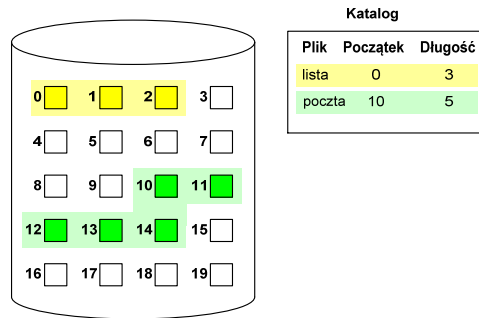 Katalog
Plik Początek Długość
lista 0 3
poczta 10 5
0 1 2 3
4 5 6 7
8 9 10 11
12 13 14 15
16 17 18 19